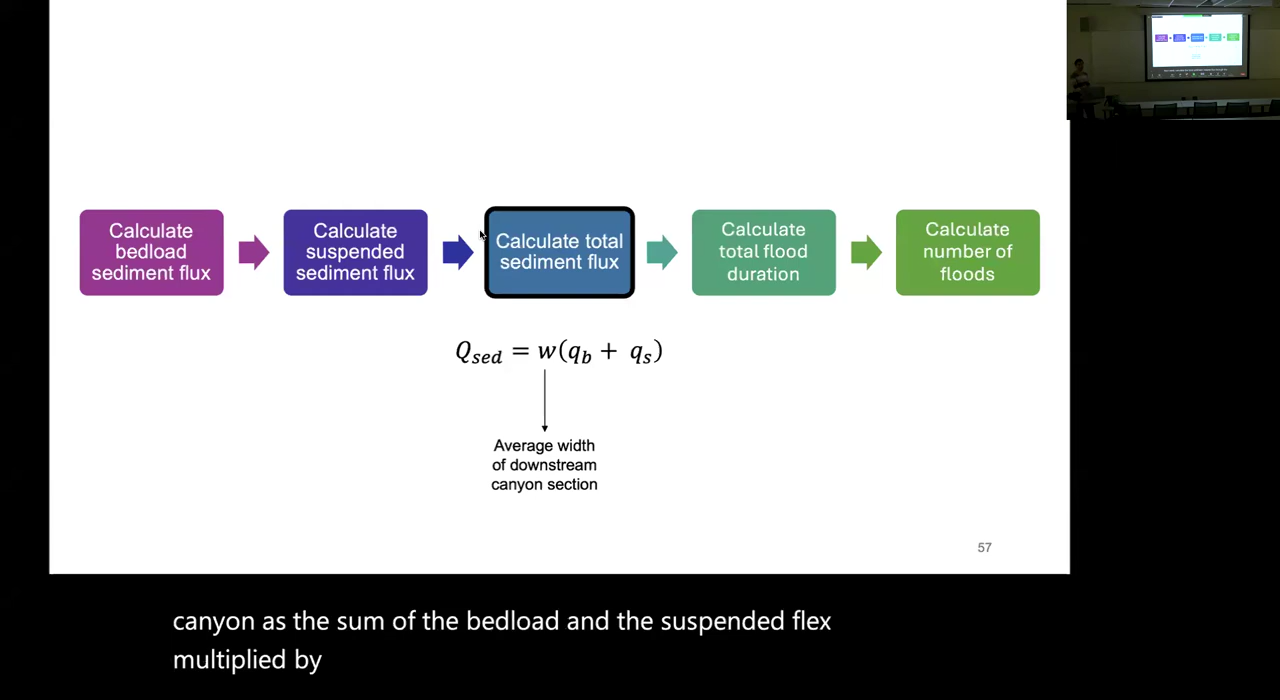 Calculate
bedload
sediment flux
Calculate
suspended
sediment flux
Calculate total
sediment flux
Calculate
total flood
duration
Calculate
number of
floods
Q_sed = w(q_b + q_s)
Average width
of downstream
canyon section
57
canyon as the sum of the bedload and the suspended flex
multiplied by